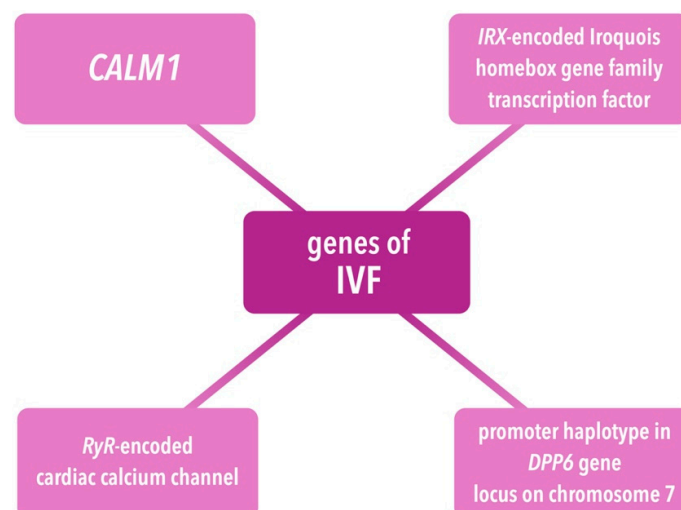 CALM1
IRX-encoded Iroquois
homebox gene family
transcription factor
genes of
IVF
RyR-encoded
cardiac calcium channel
promoter haplotype in
DPP6 gene
locus on chromosome 7